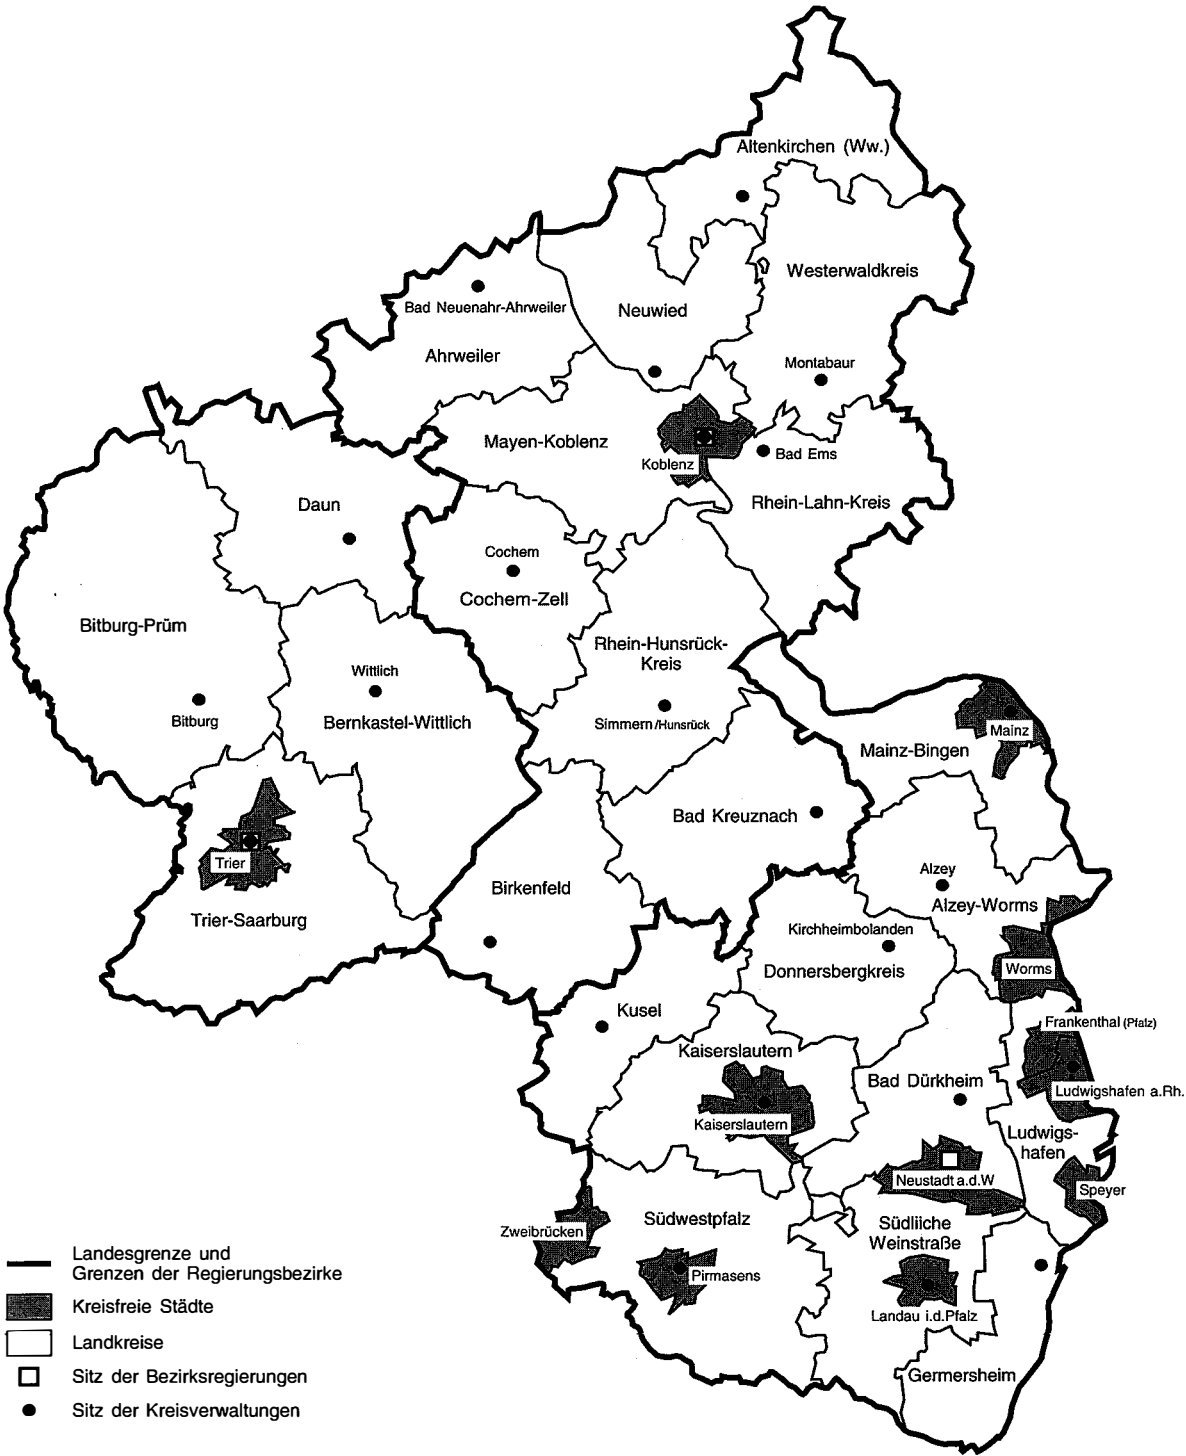 Altenkirchen (Ww.)
Westerwaldkreis
Bad Neuenahr-Ahrweiler
Neuwied
Ahrweiler
Montabaur
Mayen-Koblenz
Koblenz
Bad Ems
Daun
Rhein-Lahn-Kreis
Cochem
Cochem-Zell
Bitburg-Prüm
Rhein-Hunsrück-
Kreis
Wittlich
Bitburg
Bernkastel-Wittlich
Simmern/Hunsrück
Mainz
Mainz-Bingen
Bad Kreuznach
Trier
Birkenfeld
Alzey
Alzey-Worms
Trier-Saarburg
Kirchheimbolanden
Donnersbergkreis
Worms
Kusel
Frankenthal (Pfalz)
Kaiserslautern
Bad Dürkheim
Ludwigshafen a.Rh.
Kaiserslautern
Ludwigs-
hafen
Neustadt a.d.W
Speyer
Zweibrücken
Südwestpfalz
Südliiche
Weinstraße
Pirmasens
Landau i.d.Pfalz
Germersheim
Landesgrenze und
Grenzen der Regierungsbezirke
Kreisfreie Städte
Landkreise
Sitz der Bezirksregierungen
Sitz der Kreisverwaltungen